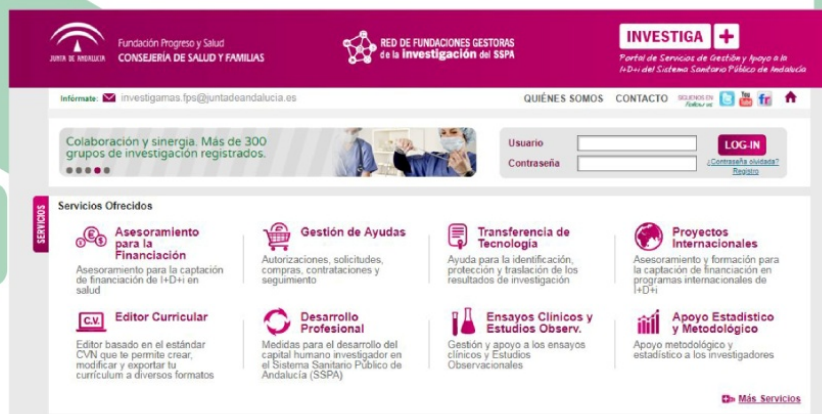 JUNTA DE ANDALUCIA
Fundación Progreso y Salud
CONSEJERÍA DE SALUD Y FAMILIAS
RED DE FUNDACIONES GESTORAS
de la investigación del SSPA
INVESTIGA +
Portal de Servicios de Gestión y Apoyo a la
I+D+i del Sistema Sanitario Público de Andalucía
Infórmate: investigamas.fps@juntadeandalucia.es
QUIÉNES SOMOS CONTACTO SIGUENOS EN
Follow us
You Tube
Colaboración y sinergia. Más de 300
grupos de investigación registrados.
Usuario
Contraseña
LOG-IN
¿Contraseña olvidada?
Registro
SERVICIOS
Servicios Ofrecidos
Asesoramiento
para la
Financiación
Asesoramiento para la captación
de financiación de I+D+i en
salud
Gestión de Ayudas
Autorizaciones, solicitudes,
compras, contrataciones y
seguimiento
Transferencia de
Tecnología
Ayuda para la identificación,
protección y traslación de los
resultados de investigación
Proyectos
Internacionales
Asesoramiento y formación para
la captación de financiación en
programas internacionales de
I+D+i
C.V.
Editor Curricular
Editor basado en el estándar
CVN que te permite crear,
modificar y exportar tu
currículum a diversos formatos
Desarrollo
Profesional
Medidas para el desarrollo del
capital humano investigador en
el Sistema Sanitario Público de
Andalucía (SSPA)
Ensayos Clínicos y
Estudios Observ.
Gestión y apoyo a los ensayos
clínicos y Estudios
Observacionales
Apoyo Estadístico
y Metodológico
Apoyo metodológico y
estadístico a los investigadores
Más Servicios